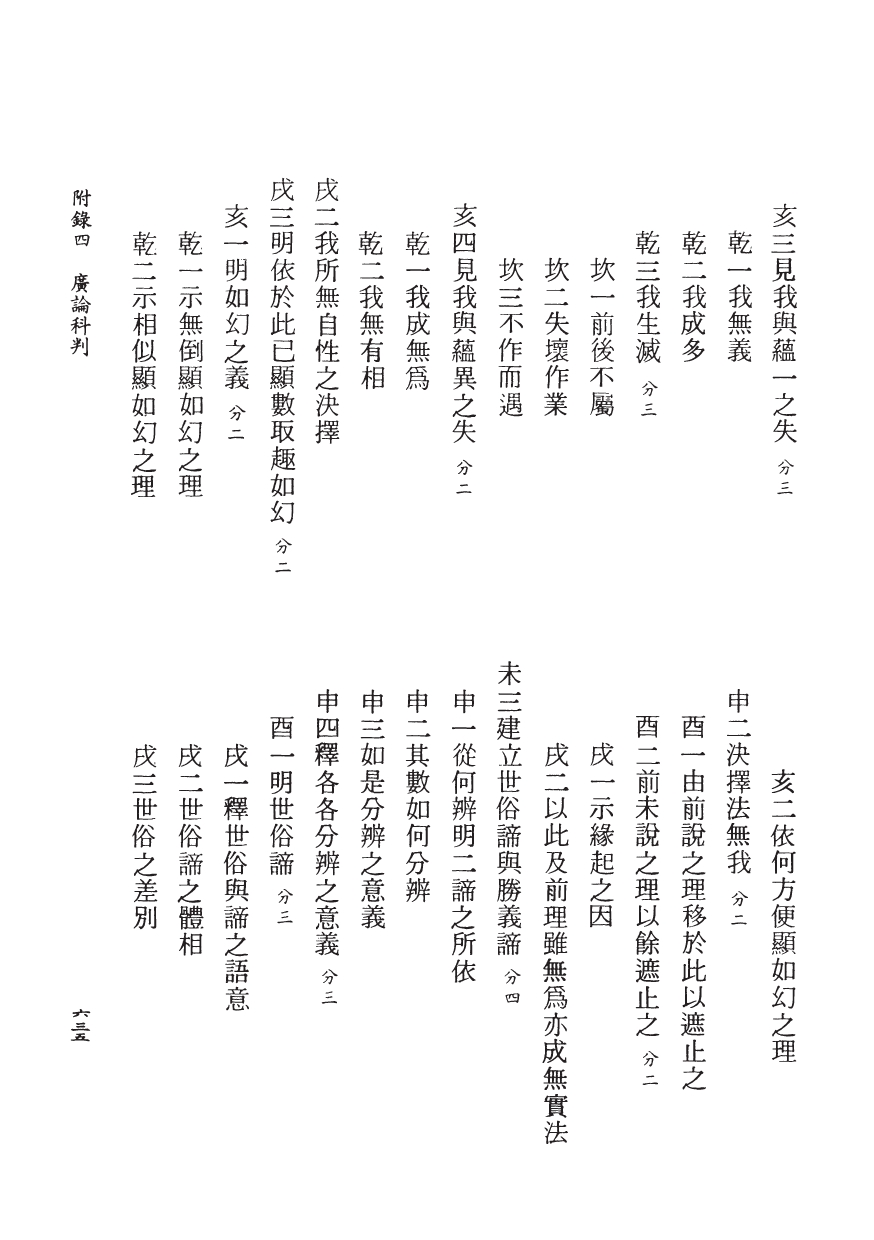 亥三見我與蘊一之失 分三
乾一我無義
乾二我成多
乾三我生滅 分三
坎一前後不屬
坎二失壞作業
坎三不作而遇
亥四見我與蘊異之失 分二
乾一我成無爲
乾二我無有相
戌二我所無自性之決擇
戌三明依於此已顯數取趣如幻 分二
亥一明如幻之義 分二
乾一示無倒顯如幻之理
乾二示相似顯如幻之理
亥二依何方便顯如幻之理
申二決擇法無我 分二
酉一由前說之理移於此以遮止之
酉二前未說之理以餘遮止之 分二
戌一示緣起之因
戌二以此及前理雖無爲亦成無實法
未三建立世俗諦與勝義諦 分四
申一從何辨明二諦之所依
申二其數如何分辨
申三如是分辨之意義
申四釋各各分辨之意義 分三
酉一明世俗諦 分三
戌一釋世俗與諦之語意
戌二世俗諦之體相
戌三世俗之差別
附錄四 廣論科判
六三五